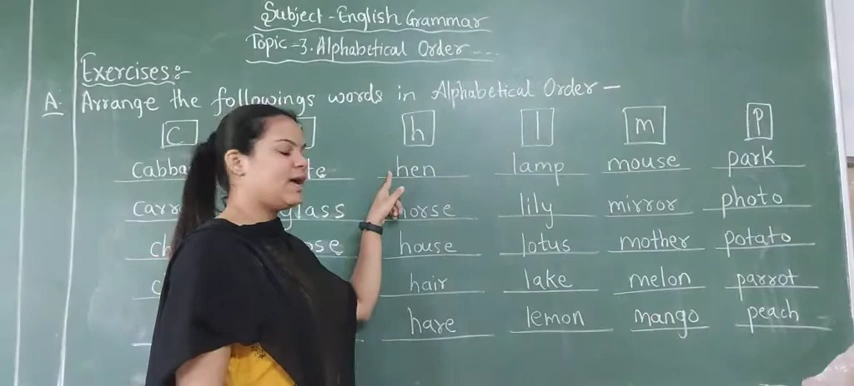 Subject - English Grammar
Topic - 3. Alphabetical Order ---
Exercises:-
A. Arrange the followings words in Alphabetical Order -
C h l m P
hen lamp mouse park
horse lily mirror photo
house lotus mother potato
hair lake melon parrot
hare lemon mango peach